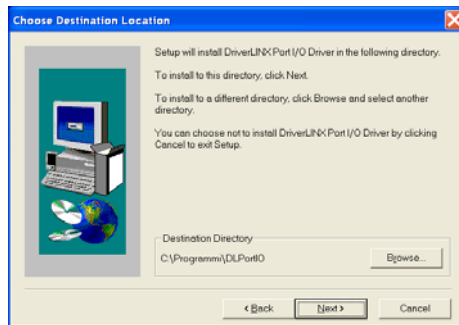 Choose Destination Location
Setup will install DriverLINX Port I/O Driver in the following directory.
To install to this directory, click Next.
To install to a different directory, click Browse and select another
directory.
You can choose not to install DriverLINX Port I/O Driver by clicking
Cancel to exit Setup.
Destination Directory
C:\Programmi\DLPortIO
Browse...
< Back
Next >
Cancel